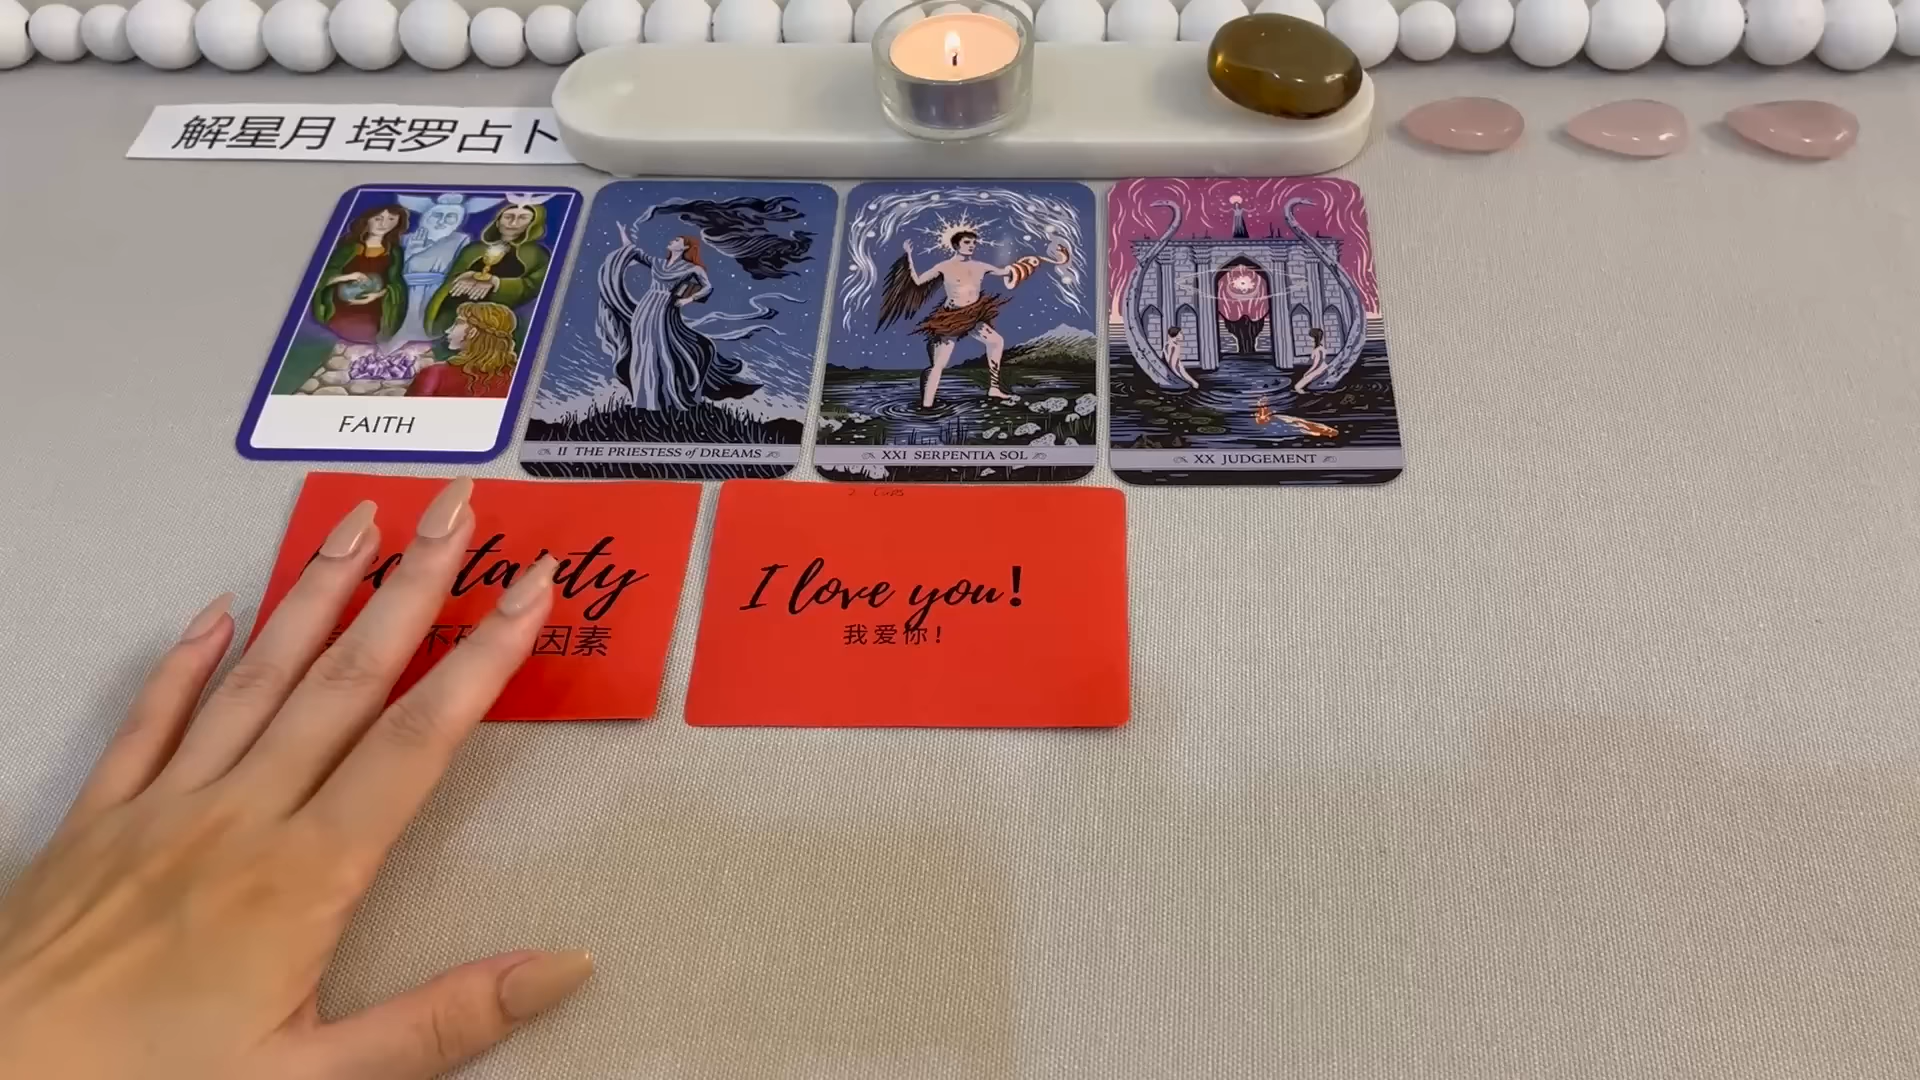 解星月 塔罗占卜
FAITH
II THE PRIESTESS of DREAMS
XXI SERPENTIA SOL
XX JUDGEMENT
因素
I love you!
我爱你!